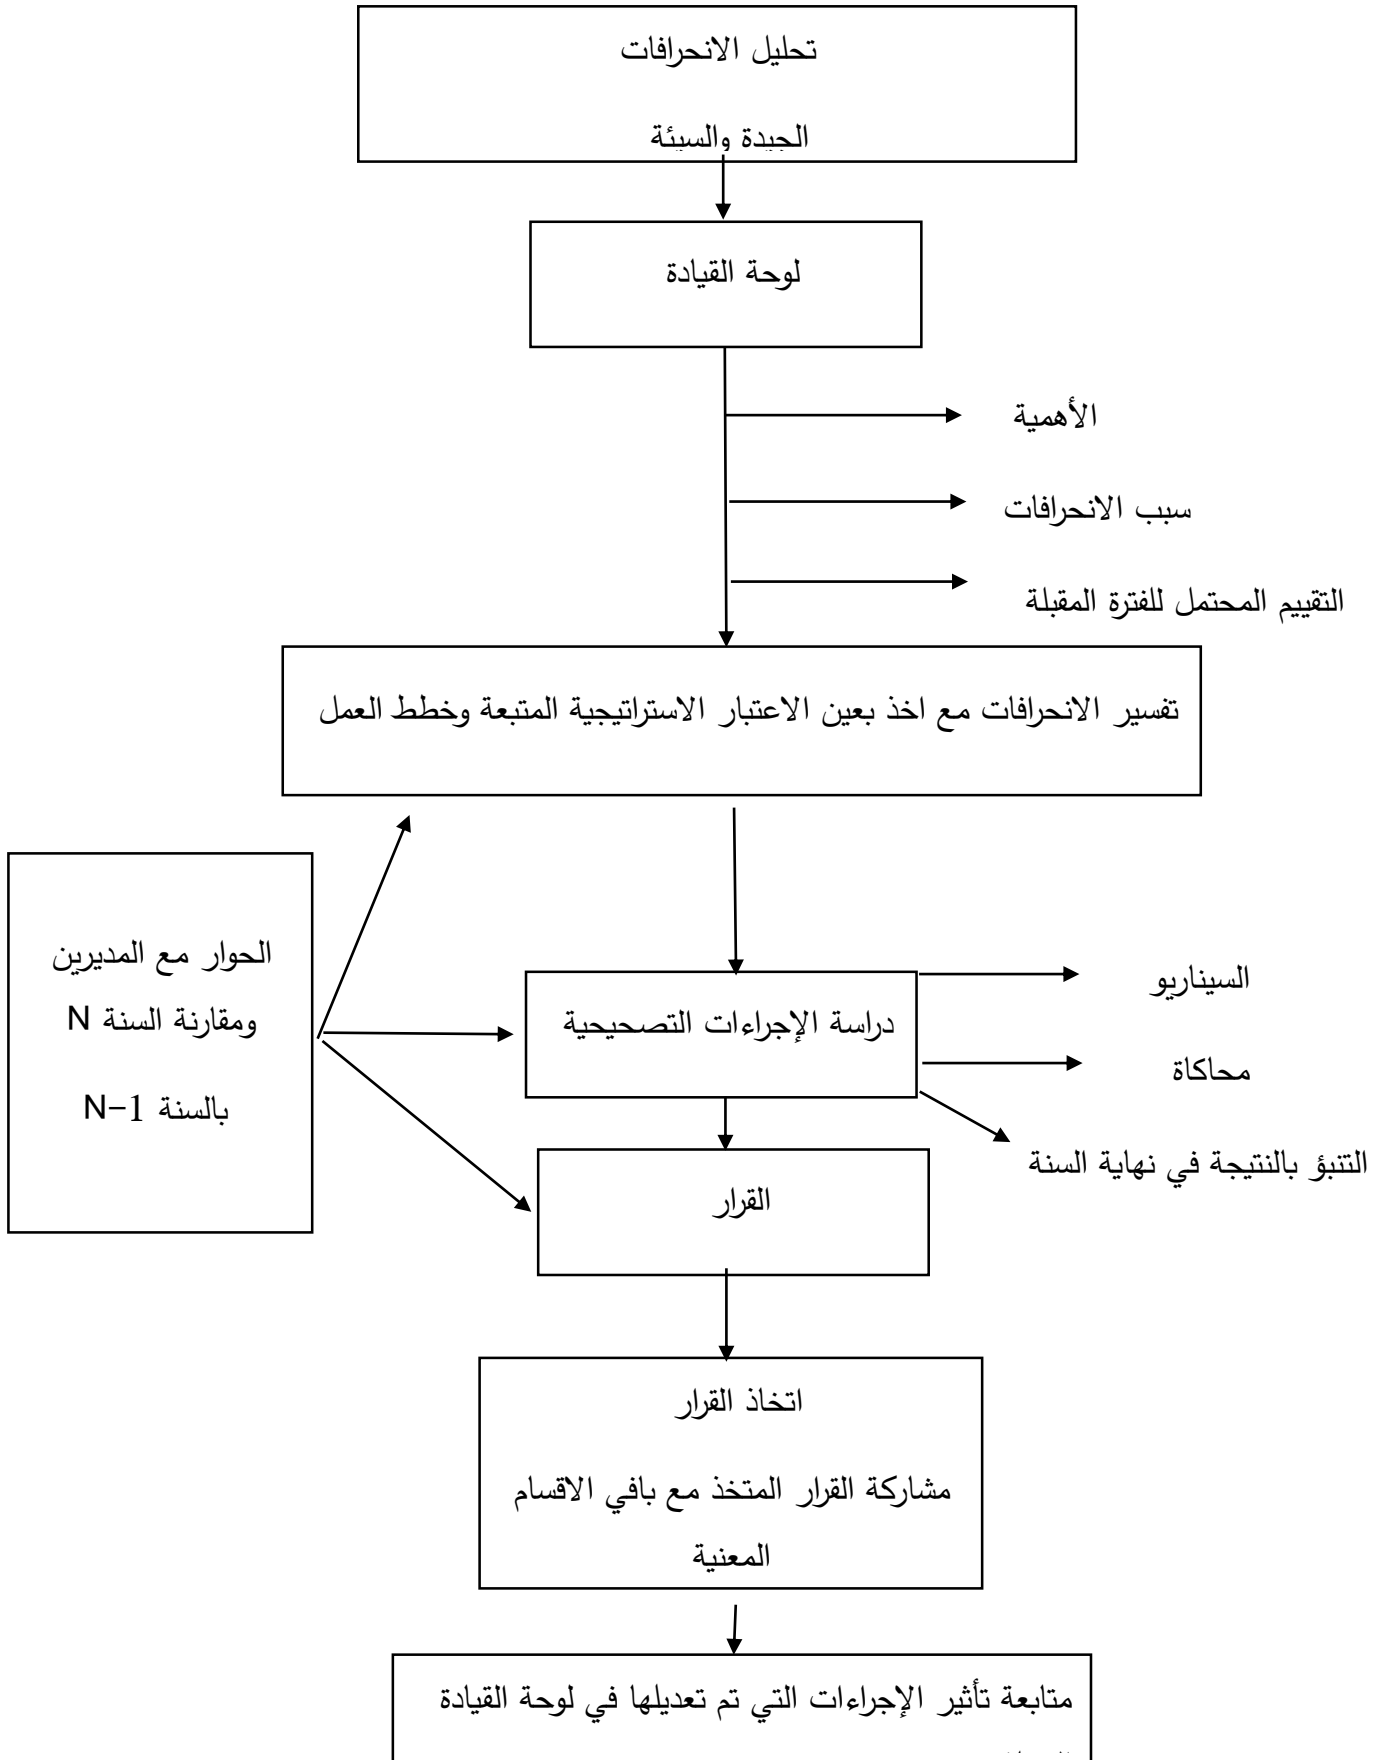 تحليل الانحرافات
الجيدة والسيئة
لوحة القيادة
الأهمية
سبب الانحرافات
التقييم المحتمل للفترة المقبلة
تفسير الانحرافات مع اخذ بعين الاعتبار الاستراتيجية المتبعة وخطط العمل
الحوار مع المديرين
ومقارنة السنة N
بالسنة N-1
دراسة الإجراءات التصحيحية
السيناريو
محاكاة
التنبؤ بالنتيجة في نهاية السنة
القرار
اتخاذ القرار
مشاركة القرار المتخذ مع بافي الاقسام
المعنية
متابعة تأثير الإجراءات التي تم تعديلها في لوحة القيادة